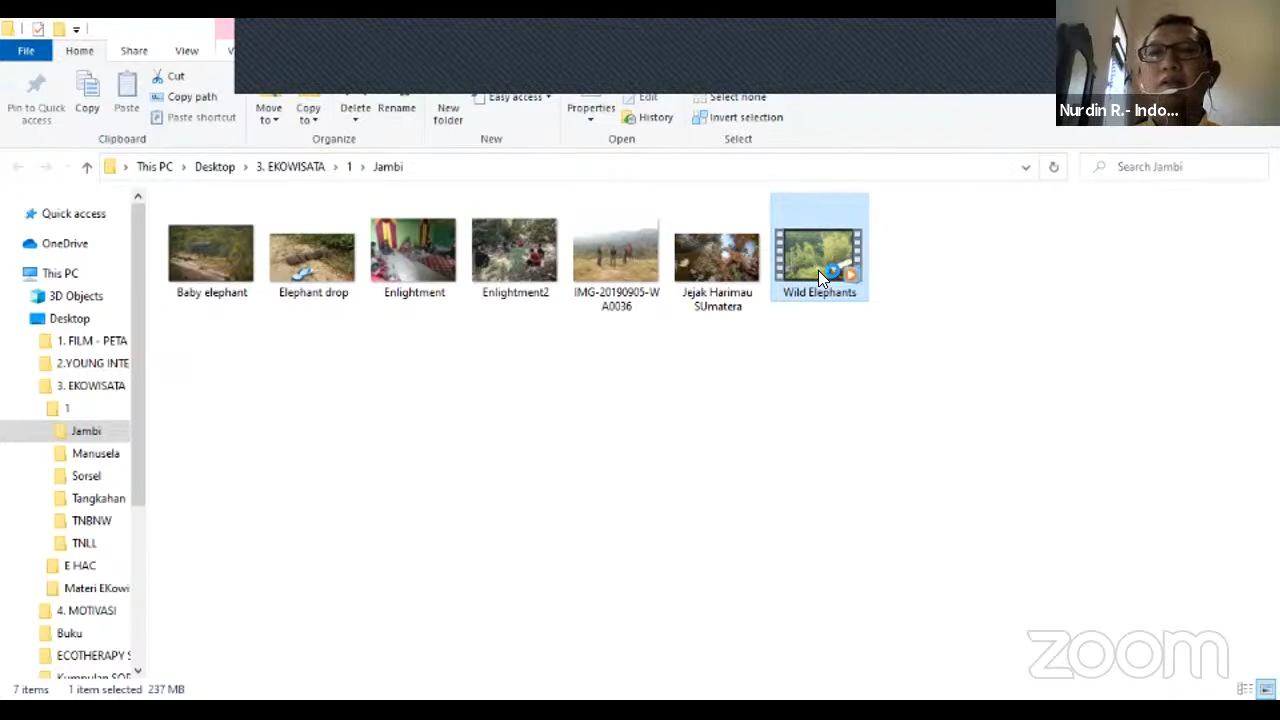 File Home Share View V
Nurdin R.- Indo...
Pin to Quick access
Copy
Paste
Cut
Copy path
Paste shortcut
Clipboard
Move to
Copy to
Delete
Rename
Organize
New folder
Easy access
New
Properties
Edit
History
Open
Select none
Invert selection
Select
This PC Desktop 3. EKOWISATA 1 Jambi
Search Jambi
Quick access
OneDrive
This PC
3D Objects
Desktop
1. FILM - PETA
2.YOUNG INTE
3. EKOWISATA
1
Jambi
Manusela
Sorsel
Tangkahan
TNBNW
TNLL
E HAC
Materi EKowi
4. MOTIVASI
Buku
ECOTHERAPY S
Kumpulan SOP
Baby elephant
Elephant drop
Enlightment
Enlightment2
IMG-20190905-W
A0036
Jejak Harimau
SUmatera
Wild Elephants
zoom
7 items 1 item selected 237 MB